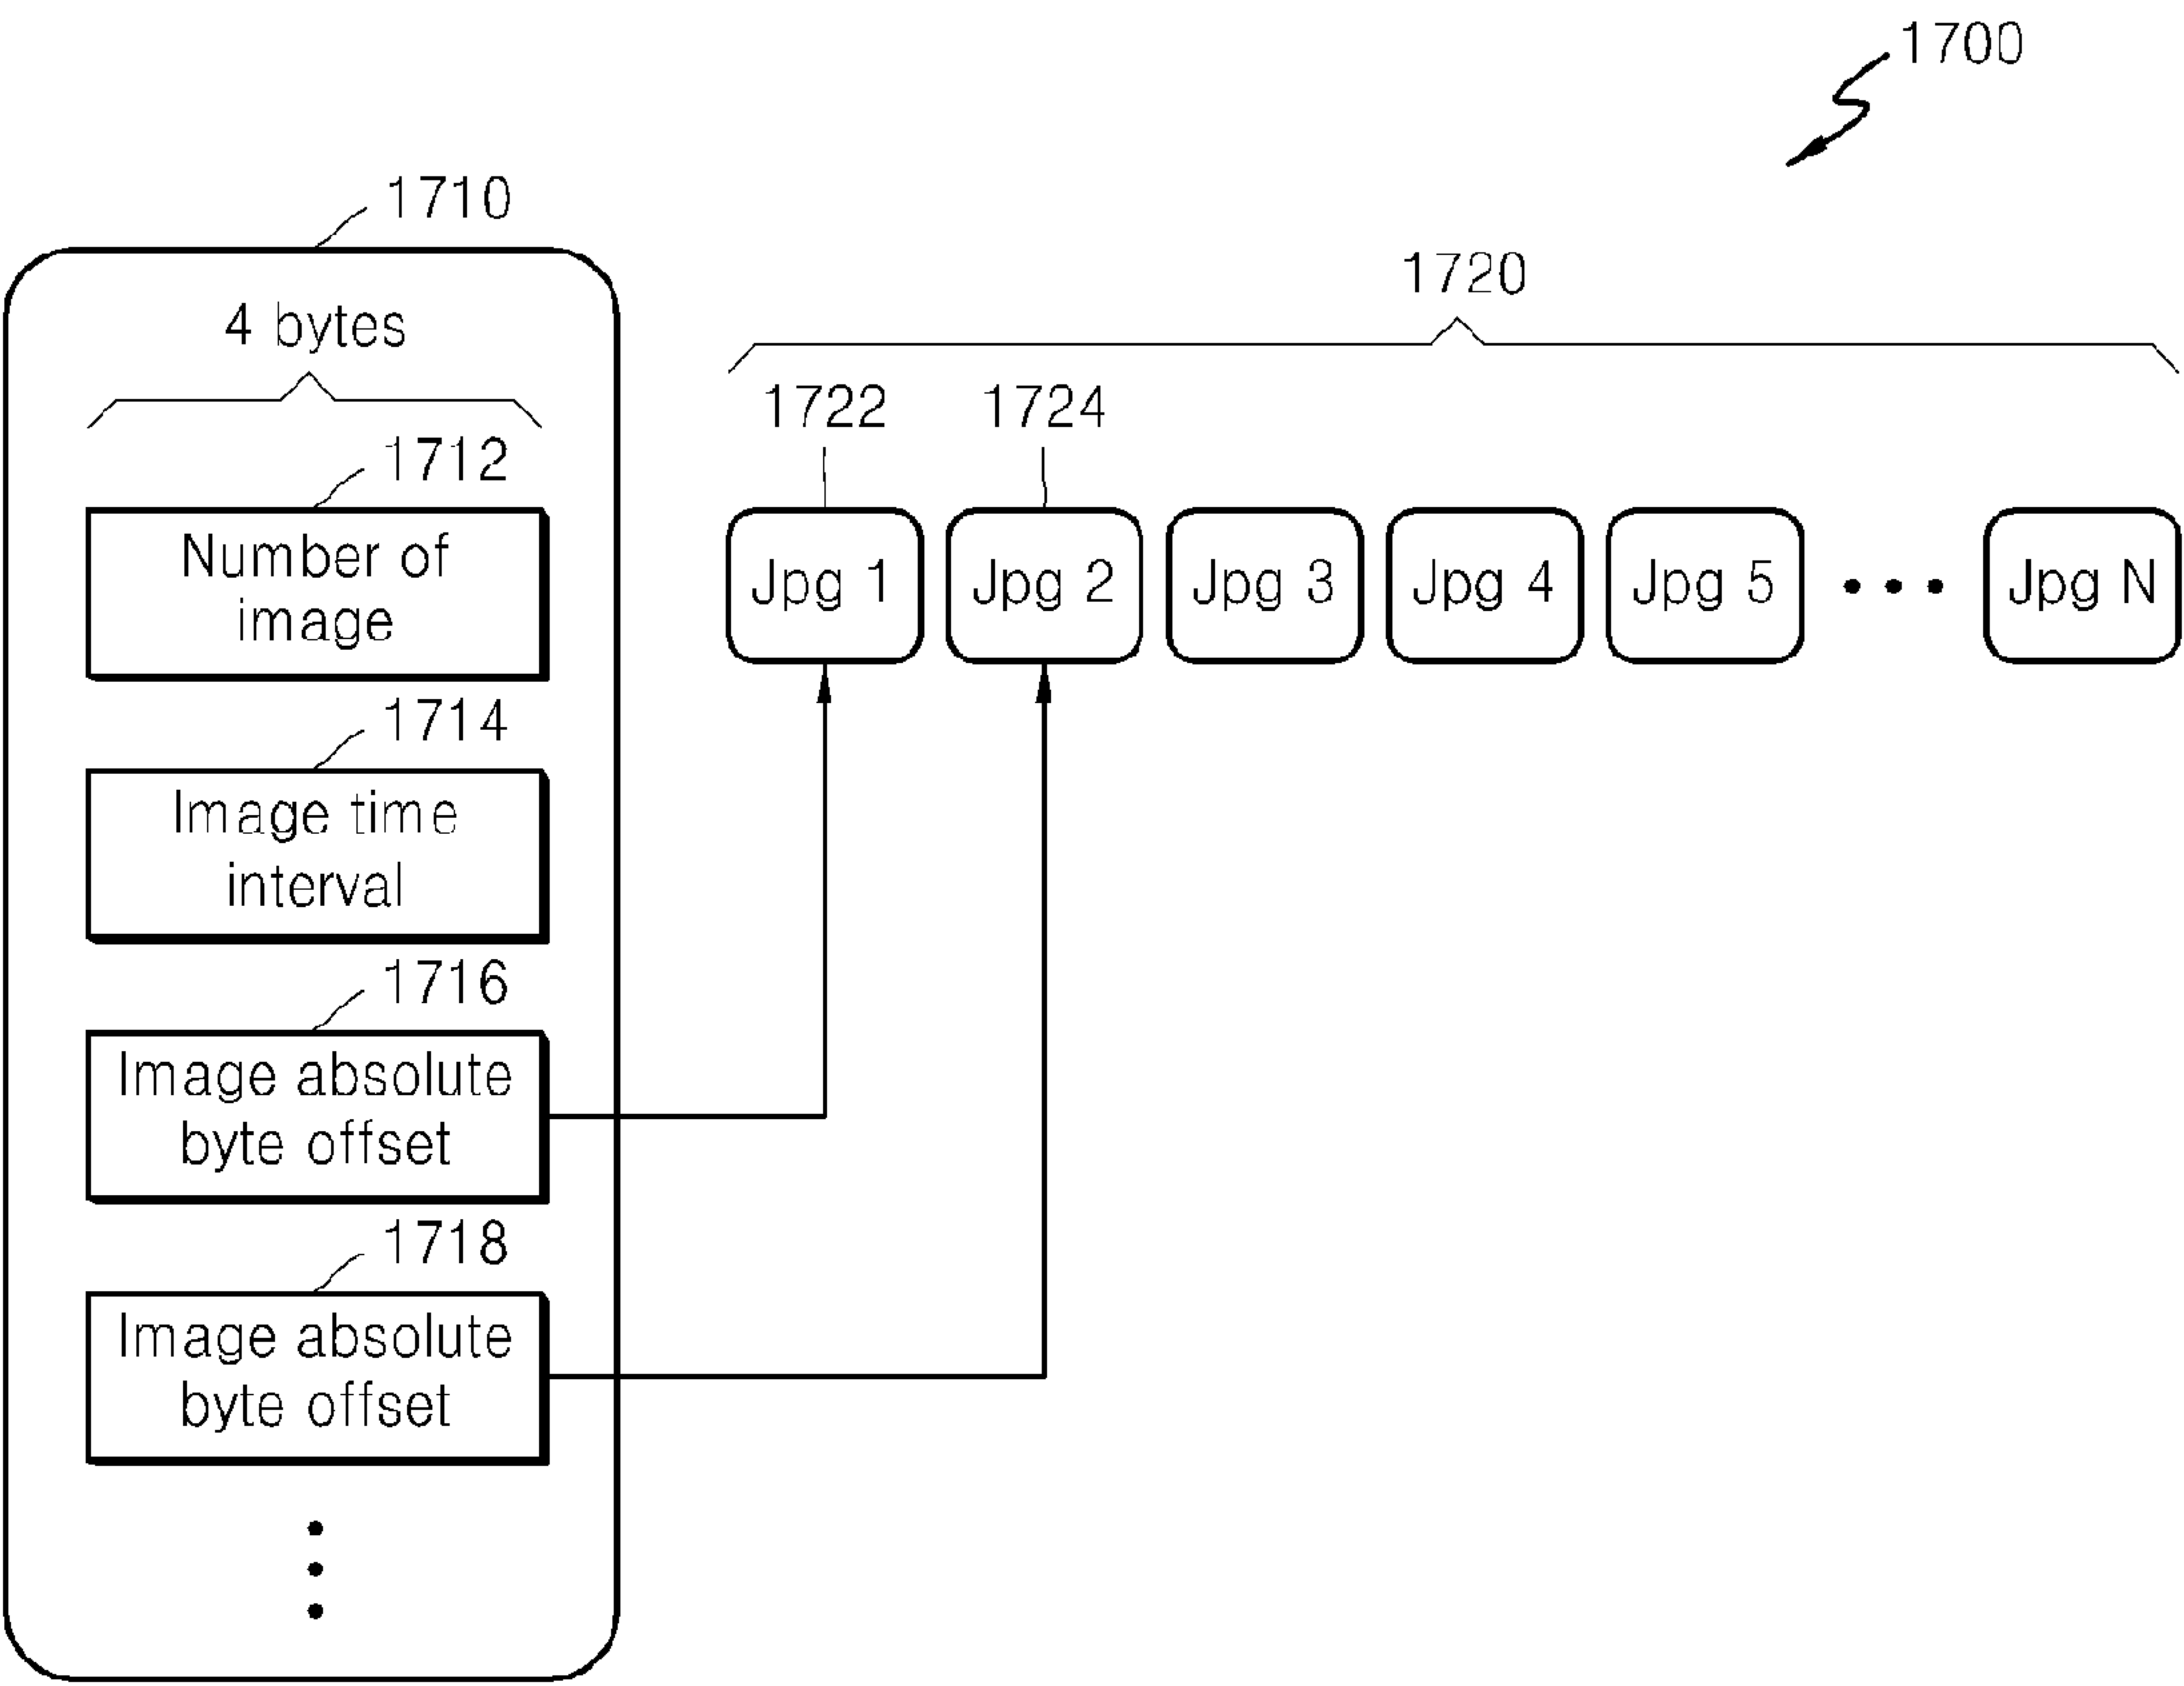 1700
1710
4 bytes
1712
Number of
image
1714
Image time
interval
1716
Image absolute
byte offset
1718
Image absolute
byte offset
1720
1722
1724
Jpg 1
Jpg 2
Jpg 3
Jpg 4
Jpg 5
Jpg N